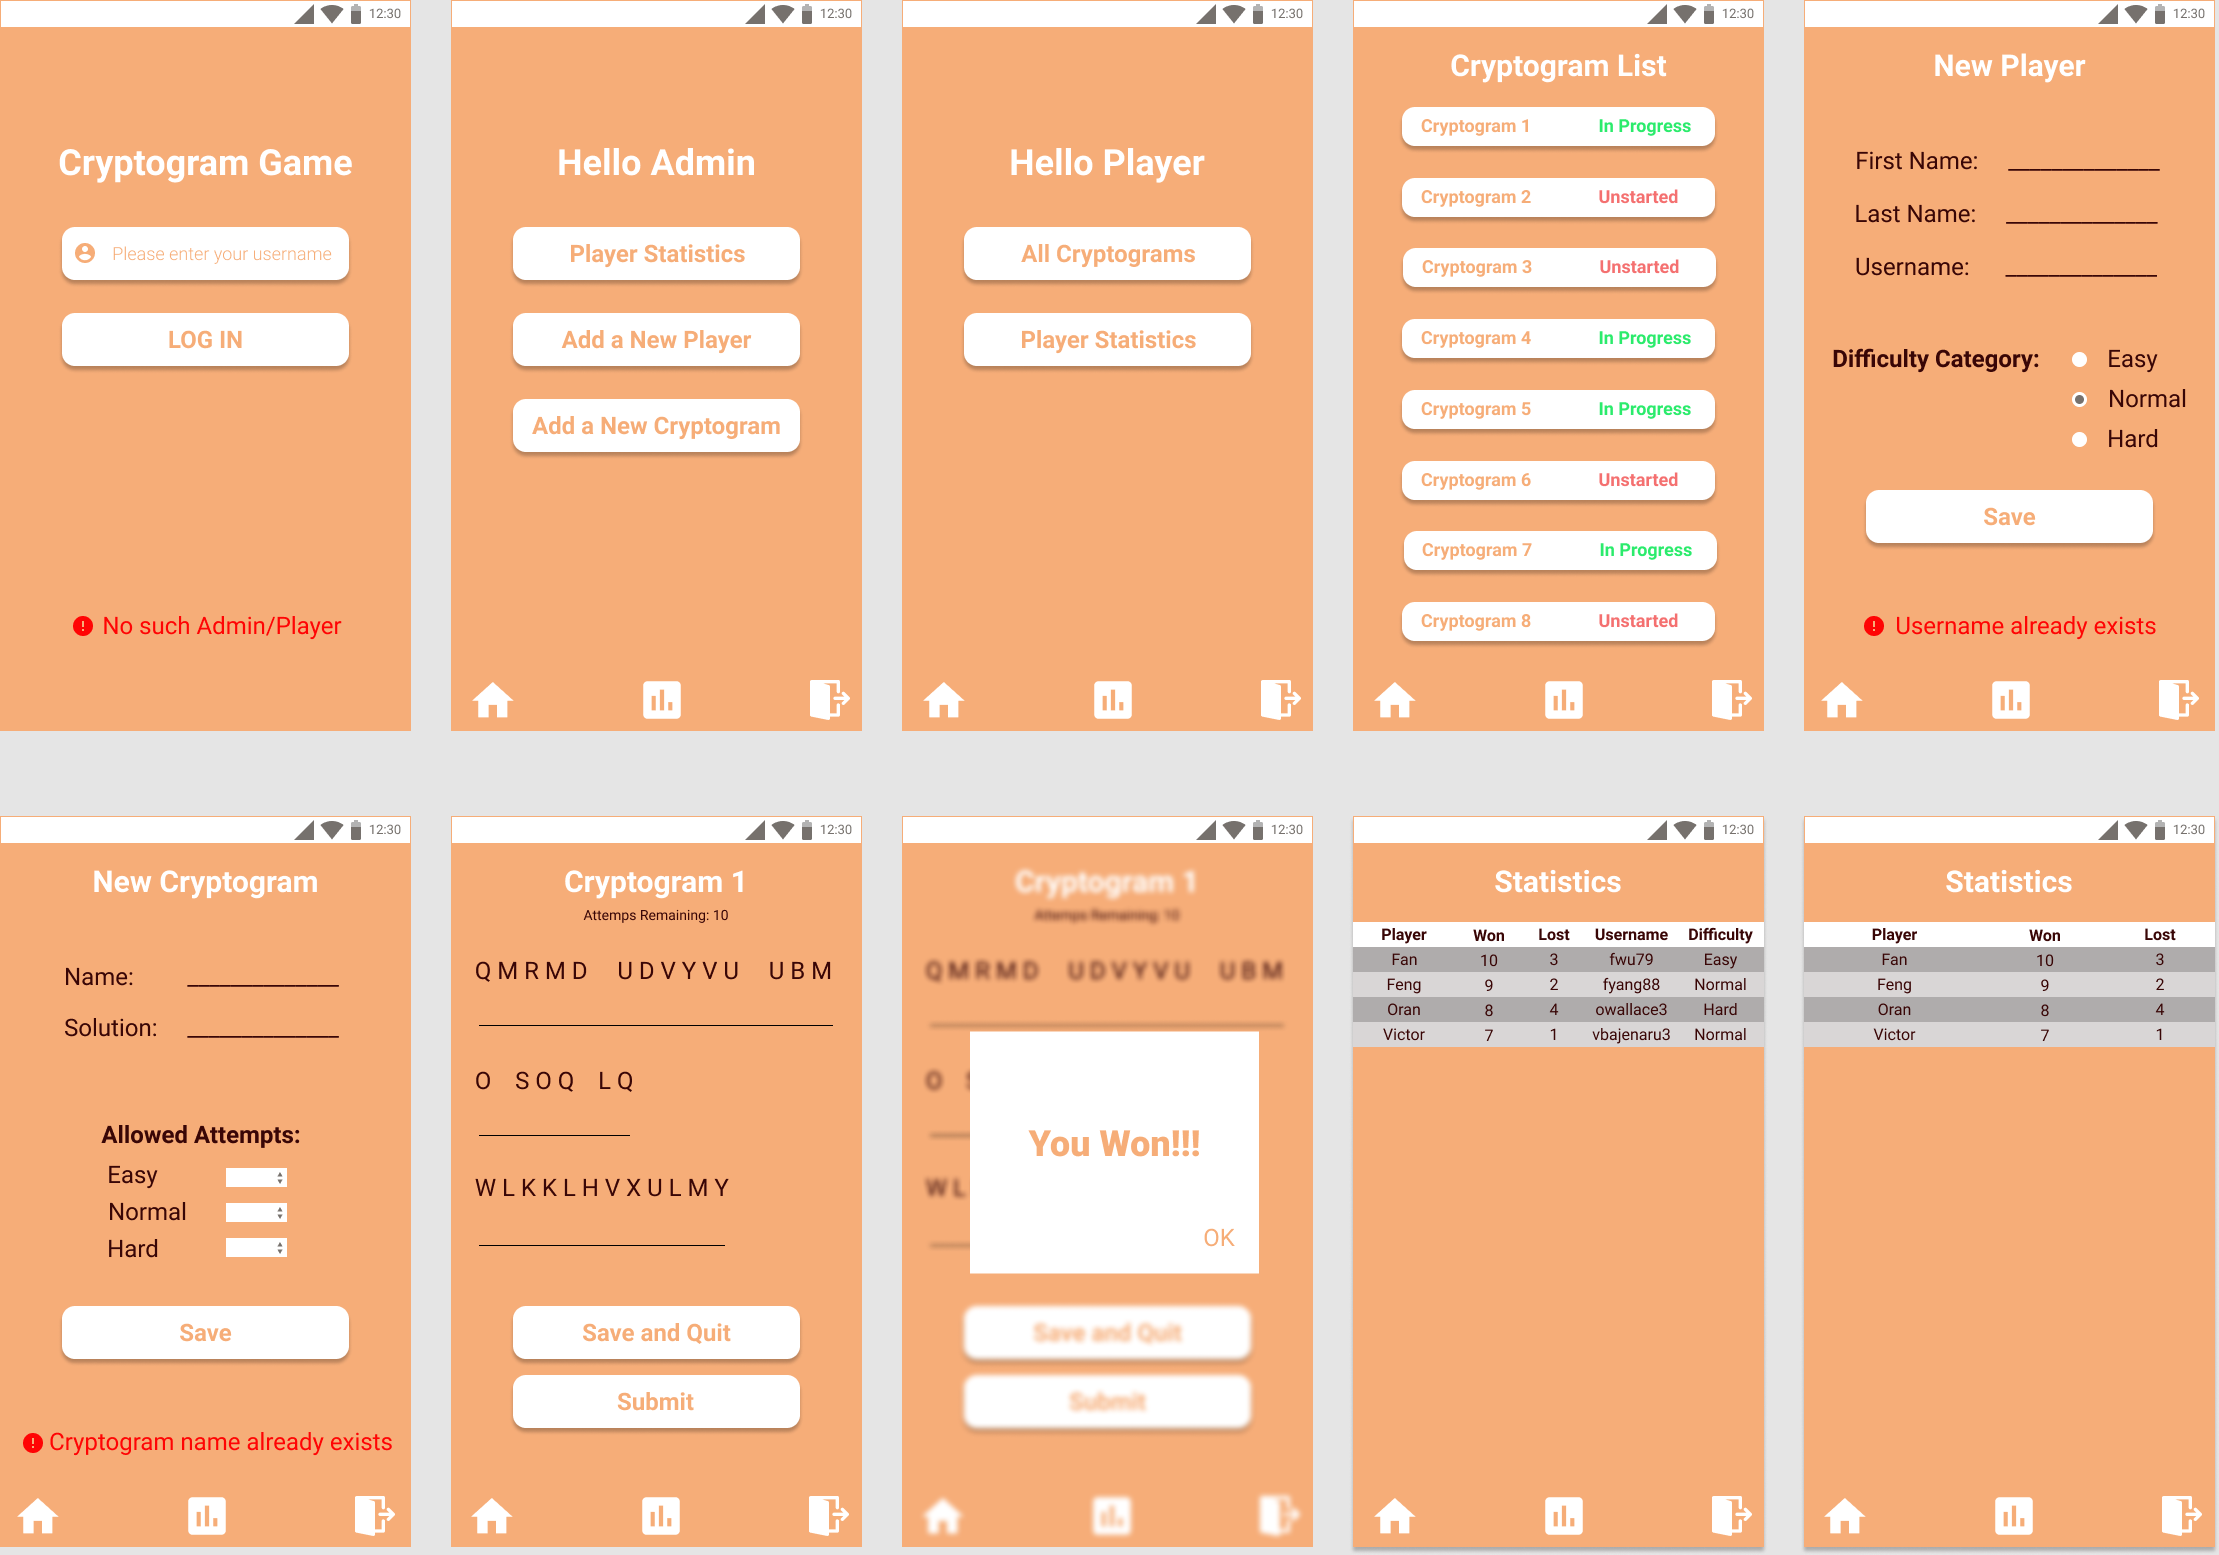 12:30
Cryptogram Game
Please enter your username
LOG IN
No such Admin/Player
12:30
Hello Admin
Player Statistics
Add a New Player
Add a New Cryptogram
12:30
Hello Player
All Cryptograms
Player Statistics
12:30
Cryptogram List
Cryptogram 1 In Progress
Cryptogram 2 Unstarted
Cryptogram 3 Unstarted
Cryptogram 4 In Progress
Cryptogram 5 In Progress
Cryptogram 6 Unstarted
Cryptogram 7 In Progress
Cryptogram 8 Unstarted
12:30
New Player
First Name:
Last Name:
Username:
Difficulty Category: Easy
Normal
Hard
Save
Username already exists
12:30
New Cryptogram
Name:
Solution:
Allowed Attempts:
Easy
Normal
Hard
Save
Cryptogram name already exists
12:30
Cryptogram 1
Attemps Remaining: 10
QMRMD UDVYVU UBM
O SOQ LQ
WLKKLHVXULMY
Save and Quit
Submit
12:30
Cryptogram 1
Attemps Remaining: 10
QMRMD UDVYVU UBM
O S
WL
You Won!!!
OK
Save and Quit
Submit
12:30
Statistics
Player Won Lost Username Difficulty
Fan 10 3 fwu79 Easy
Feng 9 2 fyang88 Normal
Oran 8 4 owallace3 Hard
Victor 7 1 vbajenaru3 Normal
12:30
Statistics
Player Won Lost
Fan 10 3
Feng 9 2
Oran 8 4
Victor 7 1